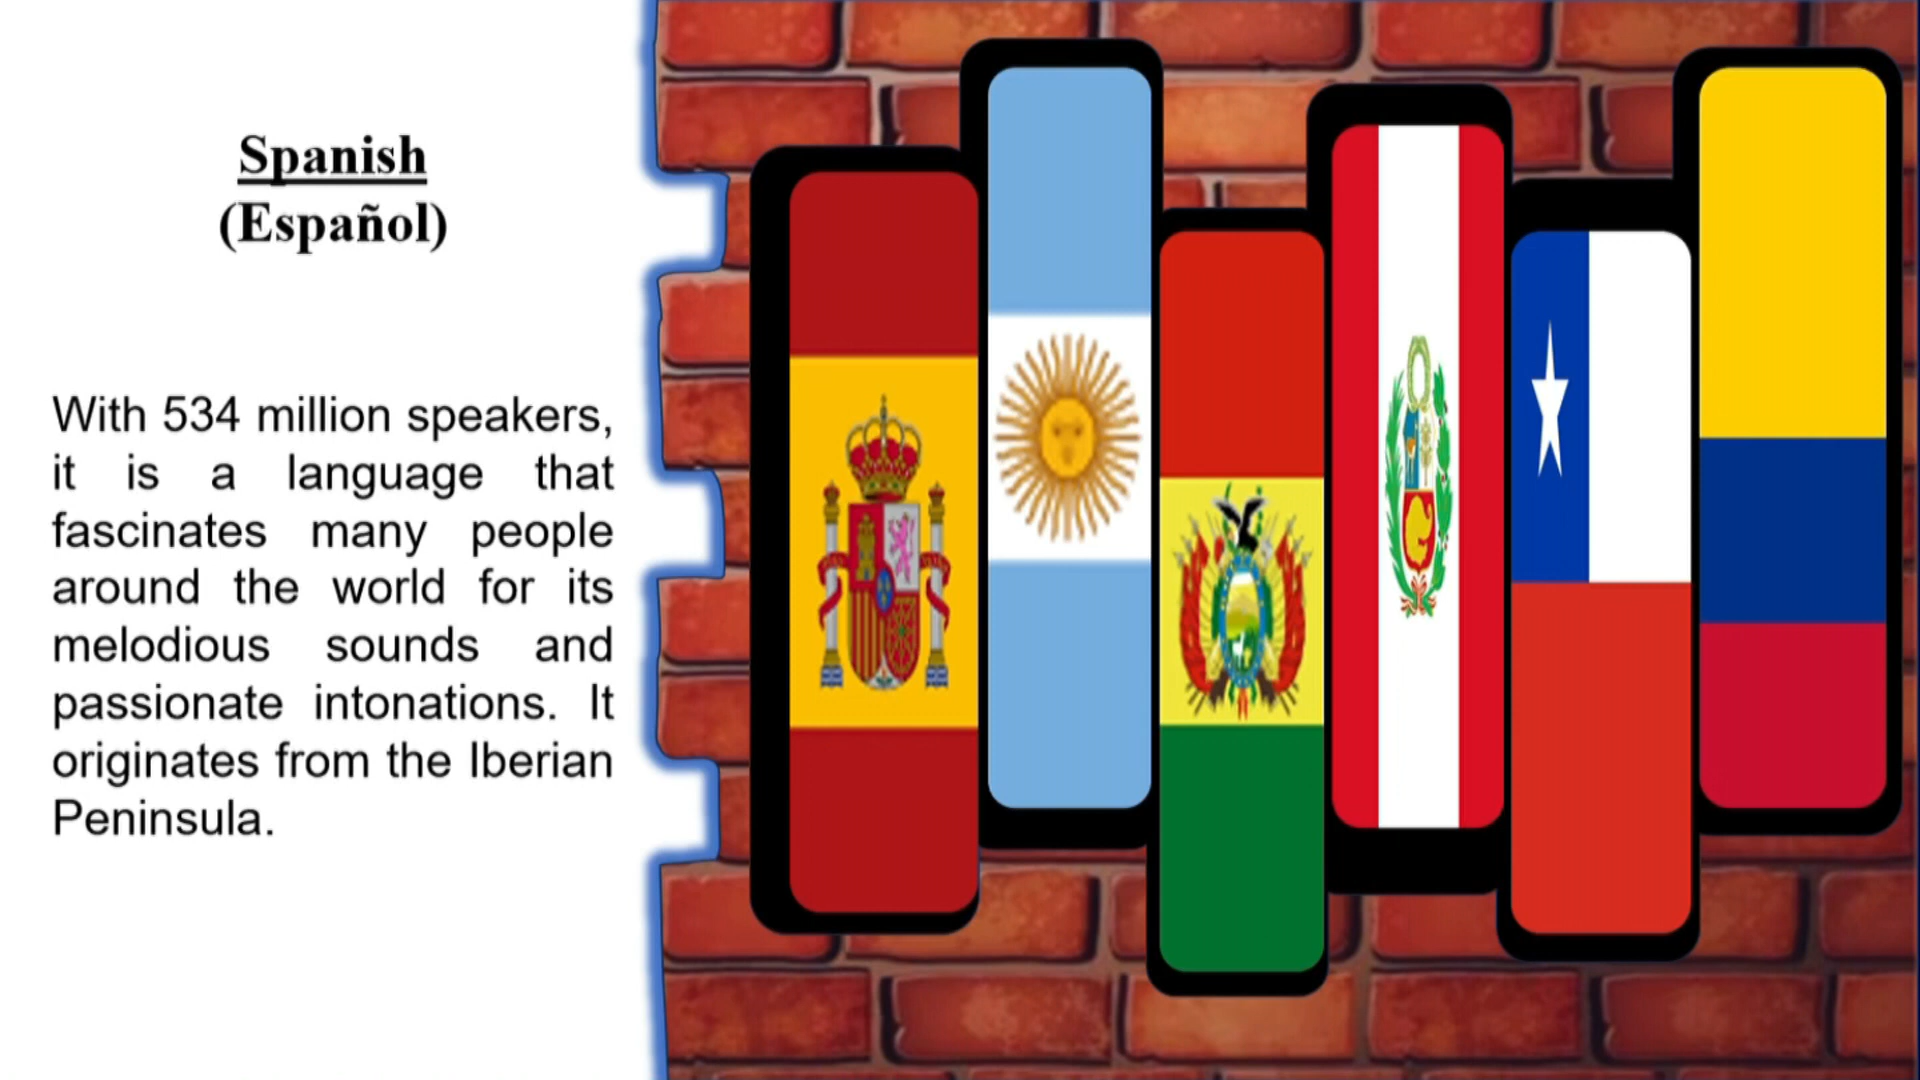 Spanish
(Español)
With 534 million speakers,
it is a language that
fascinates many people
around the world for its
melodious sounds and
passionate intonations. It
originates from the Iberian
Peninsula.